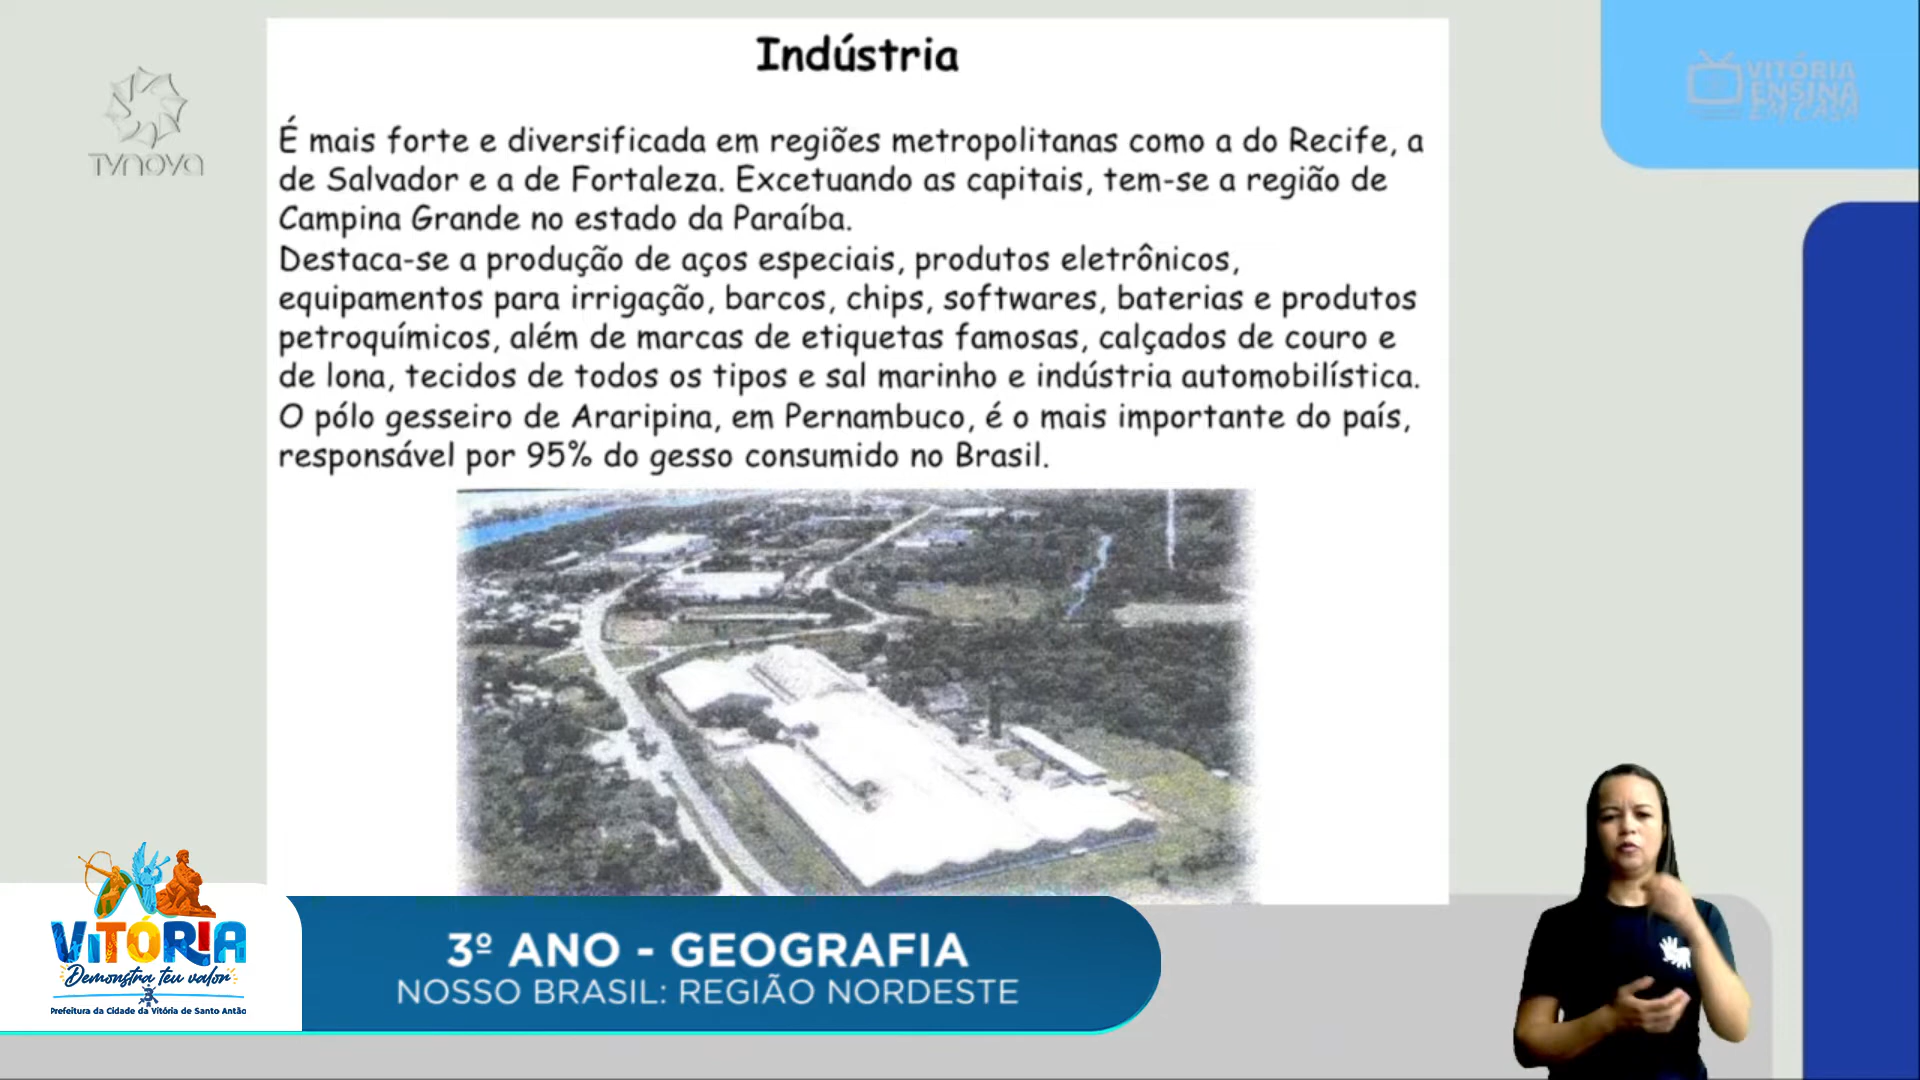 Indústria
TVNOVA
VITÓRIA
ENSINA
EM CASA
É mais forte e diversificada em regiões metropolitanas como a do Recife, a
de Salvador e a de Fortaleza. Excetuando as capitais, tem-se a região de
Campina Grande no estado da Paraíba.
Destaca-se a produção de aços especiais, produtos eletrônicos,
equipamentos para irrigação, barcos, chips, softwares, baterias e produtos
petroquímicos, além de marcas de etiquetas famosas, calçados de couro e
de lona, tecidos de todos os tipos e sal marinho e indústria automobilística.
O pólo gesseiro de Araripina, em Pernambuco, é o mais importante do país,
responsável por 95% do gesso consumido no Brasil.
VITÓRIA
Demonstra teu valor
Prefeitura da Cidade da Vitória de Santo Antão
3º ANO - GEOGRAFIA
NOSSO BRASIL: REGIÃO NORDESTE